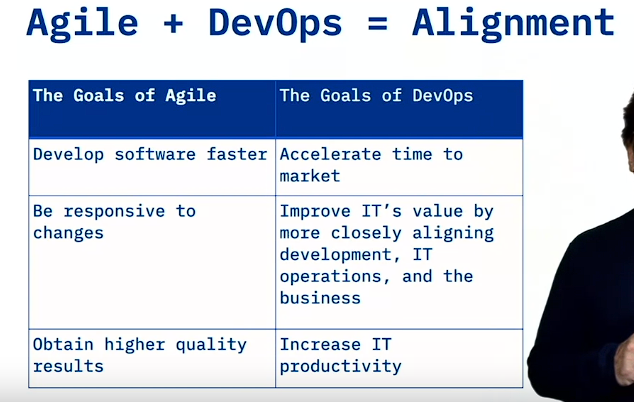 Agile + DevOps = Alignment
The Goals of Agile
The Goals of DevOps
Develop software faster
Accelerate time to
market
Be responsive to
changes
Improve IT’s value by
more closely aligning
development, IT
operations, and the
business
Obtain higher quality
results
Increase IT
productivity